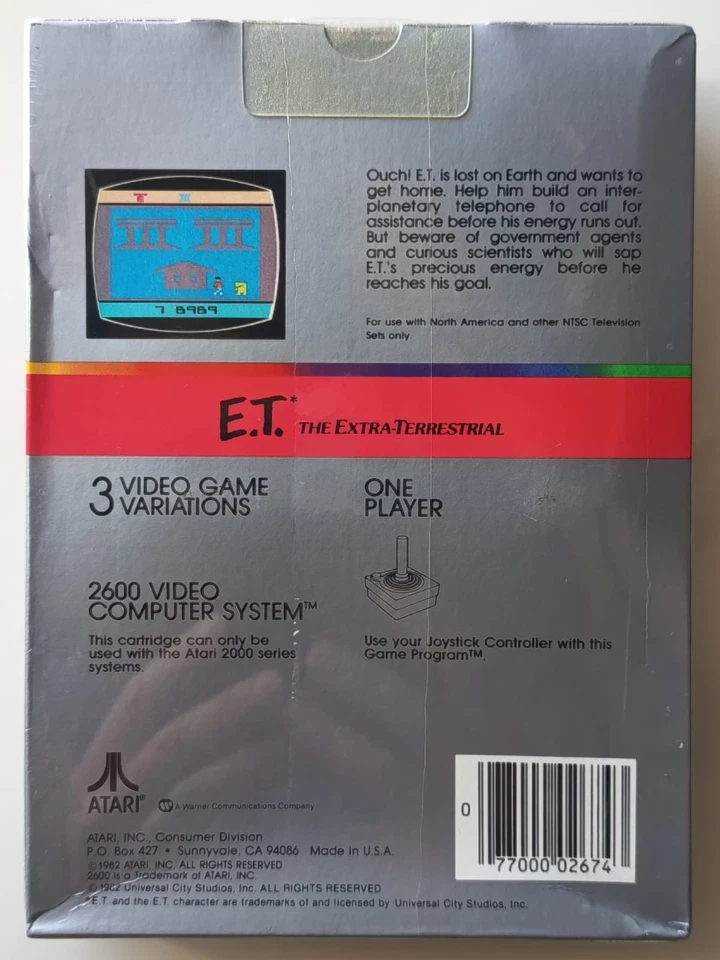 Ouch! E.T. is lost on Earth and wants to
get home. Help him build an inter-
planetary telephone to call for
assistance before his energy runs out.
But beware of government agents
and curious scientists who will sap
E.T.'s precious energy before he
reaches his goal.
For use with North America and other NTSC Television
Sets only.
7 8989
E.T.* THE EXTRA-TERRESTRIAL
3 VIDEO GAME
VARIATIONS
ONE
PLAYER
2600 VIDEO
COMPUTER SYSTEM™
This cartridge can only be
used with the Atari 2000 series
systems.
Use your Joystick Controller with this
Game Program™.
ATARI® W A Warner Communications Company
ATARI, INC., Consumer Division
P.O. Box 427 • Sunnyvale, CA 94086 Made in U.S.A.
© 1982 ATARI, INC. ALL RIGHTS RESERVED
2600 is a Trademark of ATARI, INC.
© 1982 Universal City Studios, Inc. ALL RIGHTS RESERVED
*E.T. and the E.T. character are trademarks of and licensed by Universal City Studios, Inc.
0 77000 02674